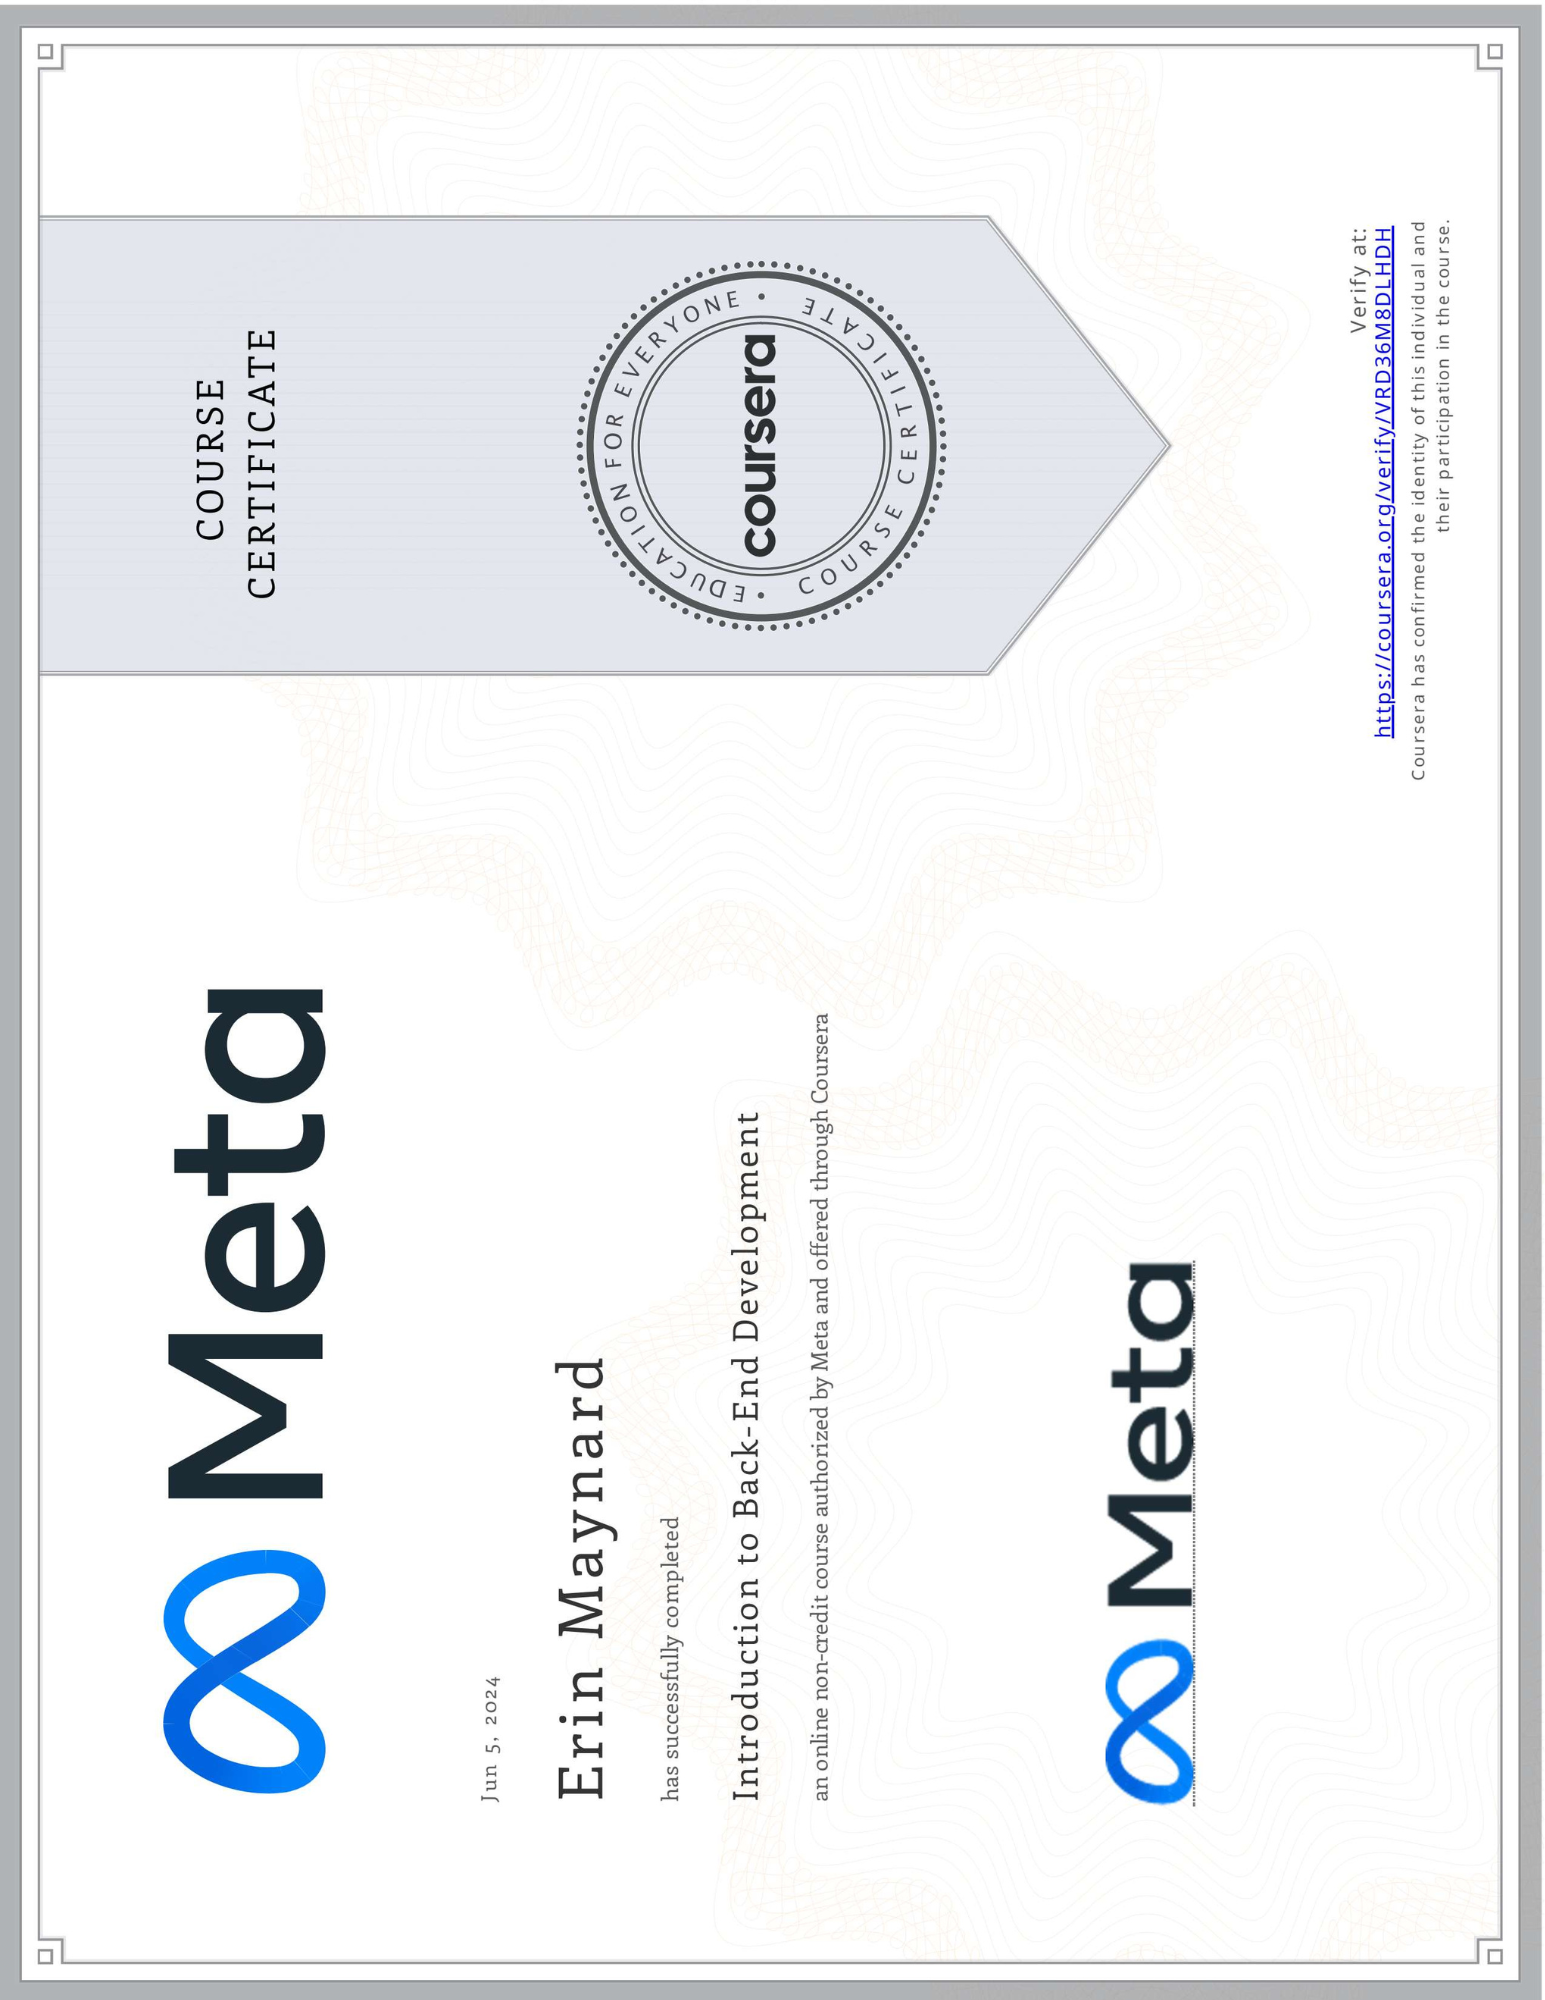 Meta
Jun 5, 2024
Erin Maynard
has successfully completed
Introduction to Back-End Development
an online non-credit course authorized by Meta and offered through Coursera
Meta
COURSE
CERTIFICATE
EDUCATION FOR EVERYONE •
coursera
COURSE CERTIFICATE •
Verify at:
https://coursera.org/verify/VRD36M8DLHDH
Coursera has confirmed the identity of this individual and
their participation in the course.